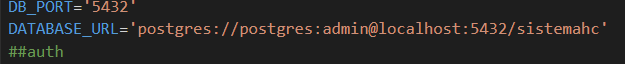 DB_PORT='5432'
DATABASE_URL='postgres://postgres:admin@localhost:5432/sistemahc'
##auth